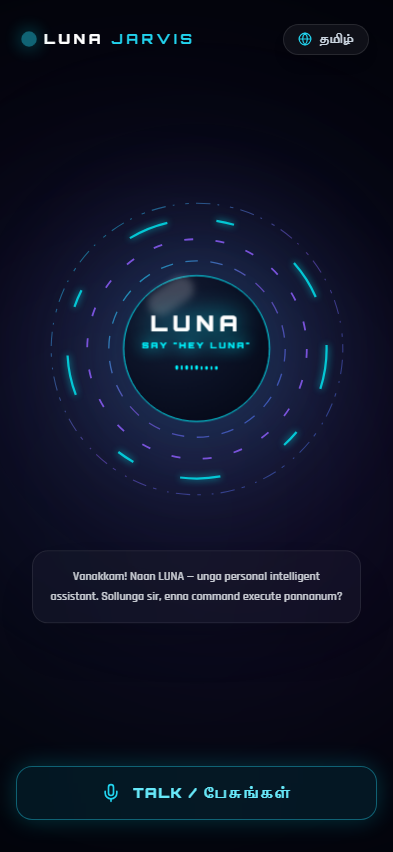 LUNA JARVIS
தமிழ்
LUNA
SAY "HEY LUNA"
Vanakkam! Naan LUNA — unga personal intelligent
assistant. Sollunga sir, enna command execute pannanum?
TALK / பேசுங்கள்